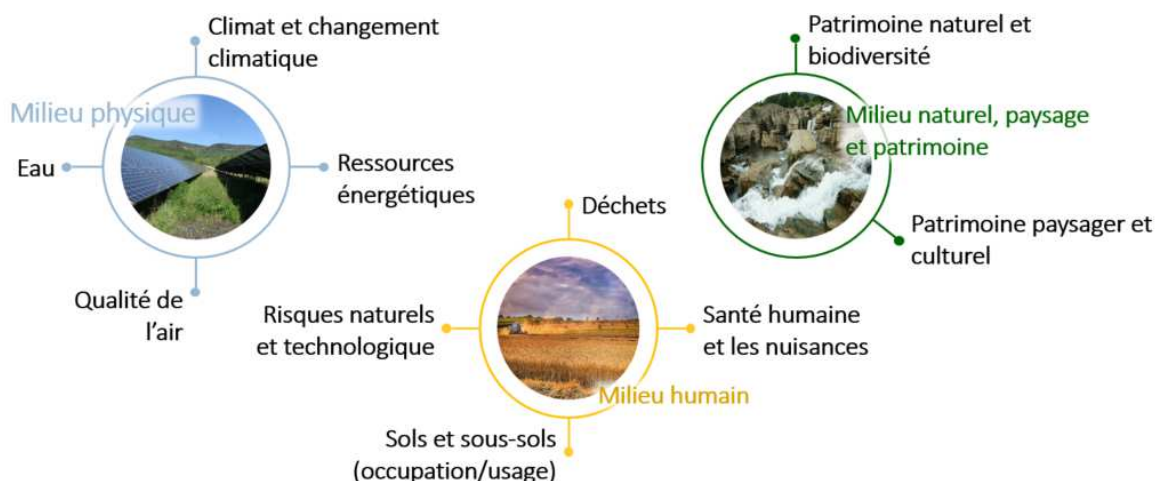 Climat et changement
climatique
Milieu physique
Eau
Ressources
énergétiques
Qualité de
l'air
Patrimoine naturel et
biodiversité
Milieu naturel, paysage
et patrimoine
Patrimoine paysager et
culturel
Déchets
Risques naturels
et technologique
Santé humaine
et les nuisances
Milieu humain
Sols et sous-sols
(occupation/usage)